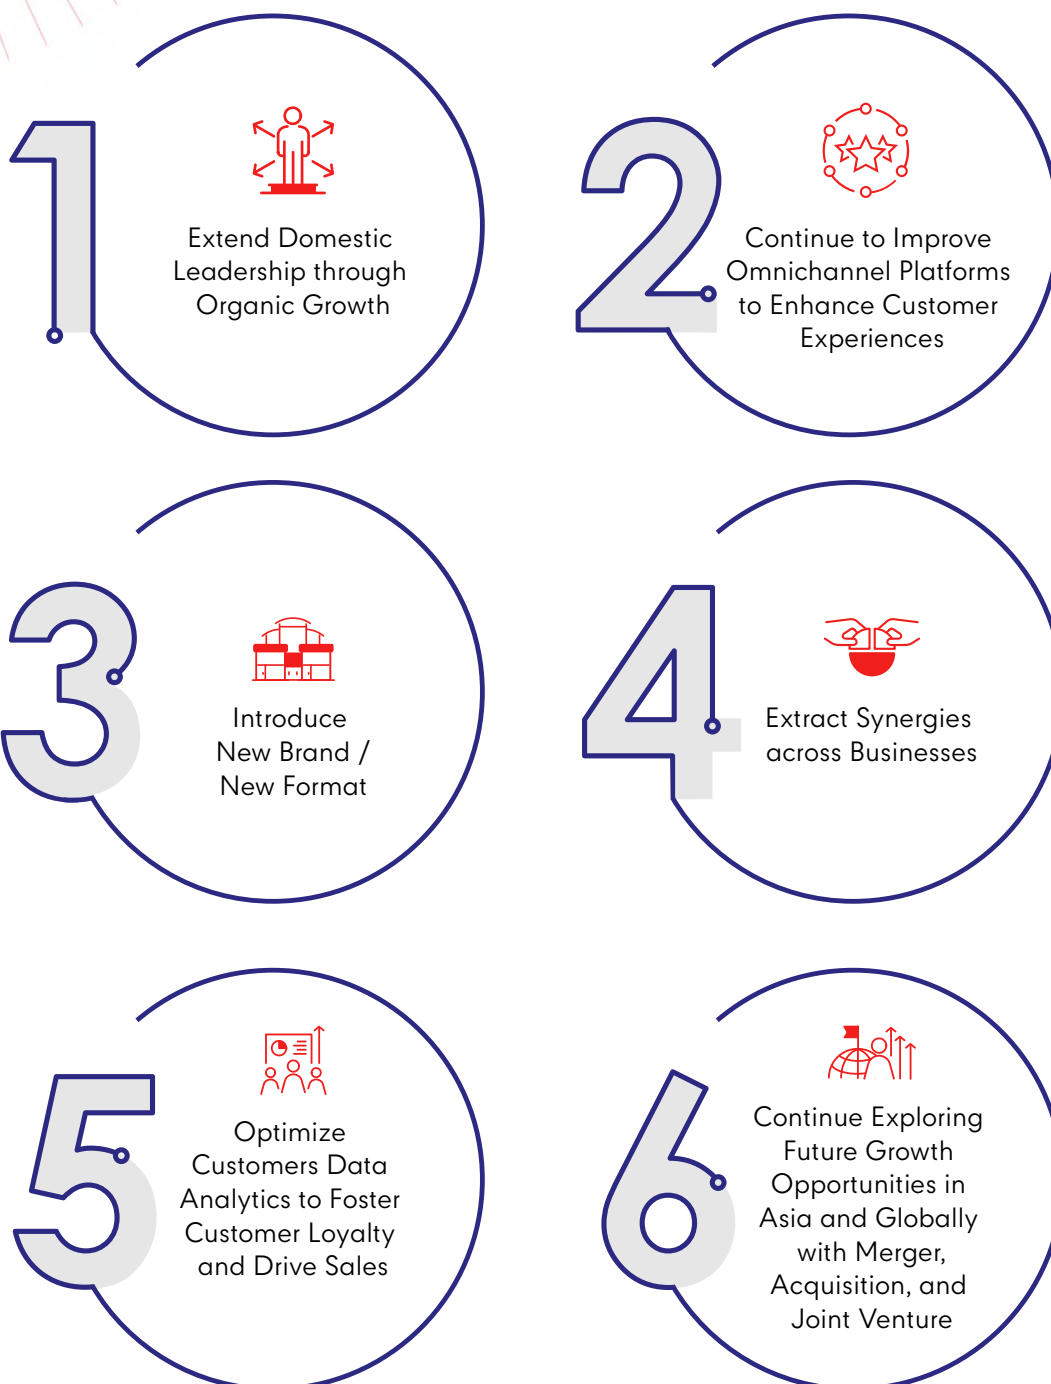 1
Extend Domestic
Leadership through
Organic Growth
2
Continue to Improve
Omnichannel Platforms
to Enhance Customer
Experiences
3
Introduce
New Brand /
New Format
4
Extract Synergies
across Businesses
5
Optimize
Customers Data
Analytics to Foster
Customer Loyalty
and Drive Sales
6
Continue Exploring
Future Growth
Opportunities in
Asia and Globally
with Merger,
Acquisition, and
Joint Venture